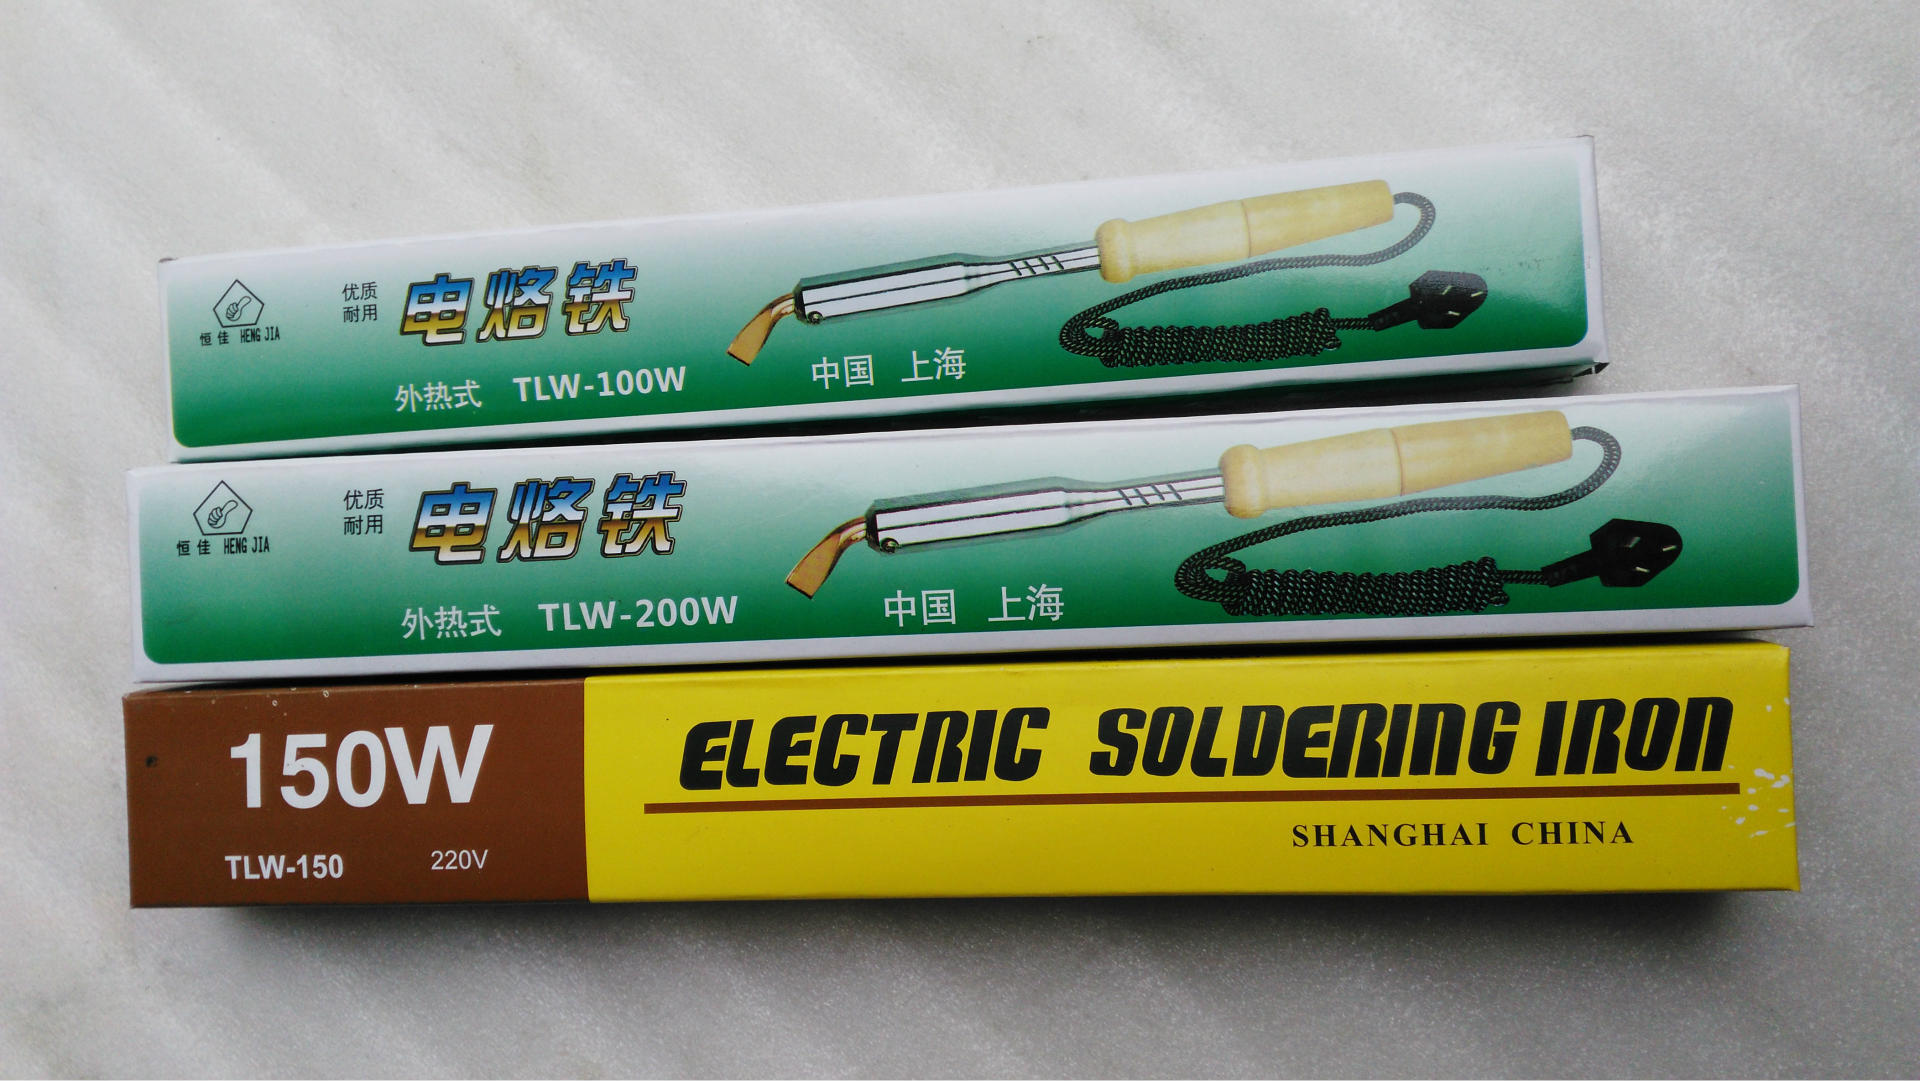 恒佳 HENG JIA
优质
耐用
电烙铁
外热式 TLW-100W
中国 上海
恒佳 HENG JIA
优质
耐用
电烙铁
外热式 TLW-200W
中国 上海
150W
TLW-150 220V
ELECTRIC SOLDERING IRON
SHANGHAI CHINA